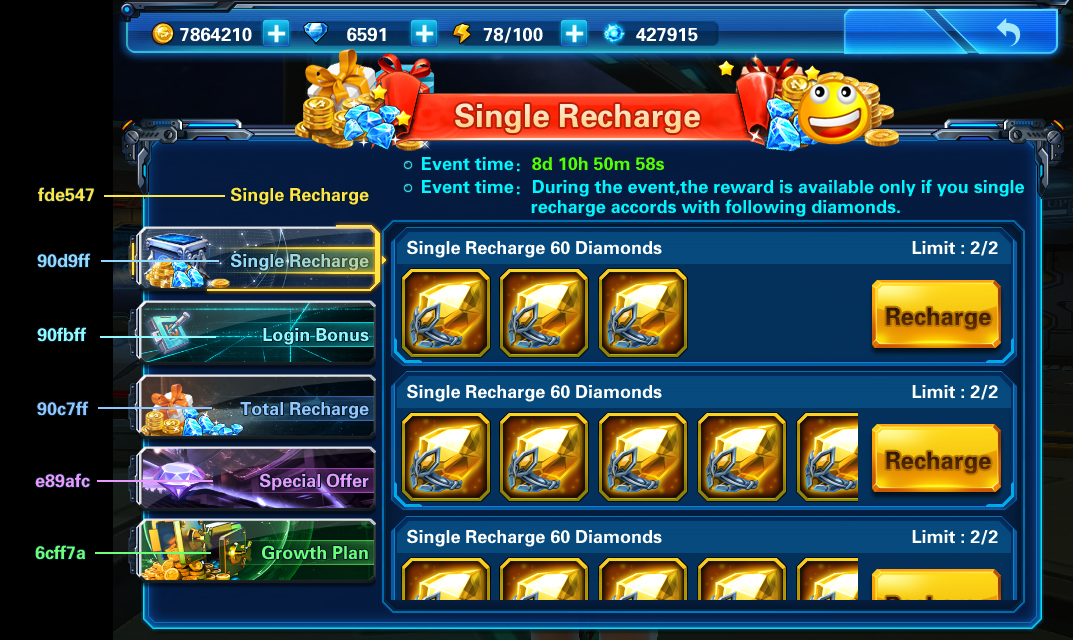 7864210
6591
78/100
427915
Single Recharge
Event time: 8d 10h 50m 58s
Event time: During the event,the reward is available only if you single
recharge accords with following diamonds.
fde547
Single Recharge
90d9ff
Single Recharge
90fbff
Login Bonus
90c7ff
Total Recharge
e89afc
Special Offer
6cff7a
Growth Plan
Single Recharge 60 Diamonds
Limit : 2/2
Recharge
Single Recharge 60 Diamonds
Limit : 2/2
Recharge
Single Recharge 60 Diamonds
Limit : 2/2
Recharge